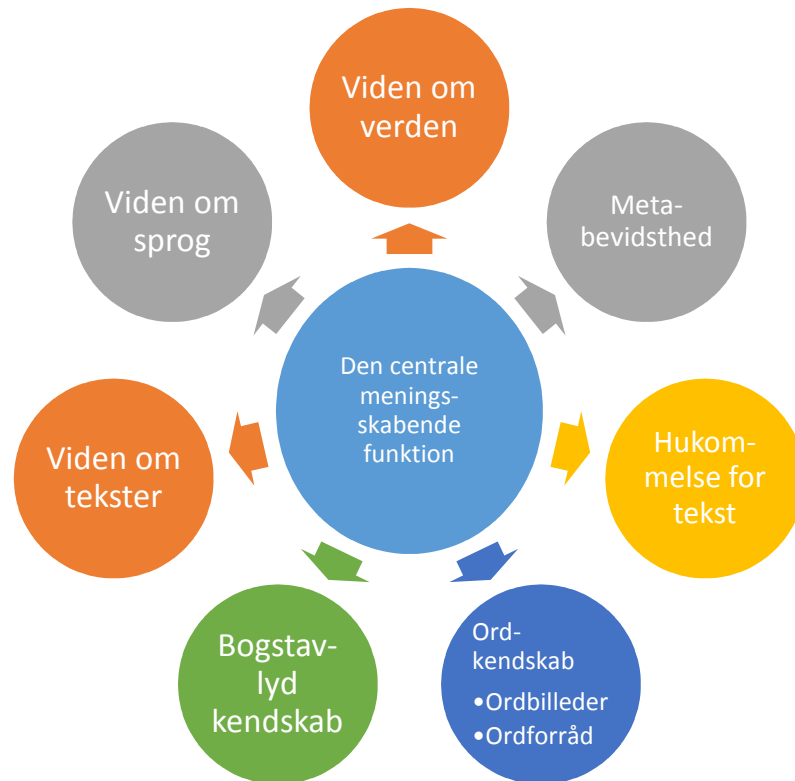 Viden om
verden
Meta-
bevidsthed
Hukom-
melse for
tekst
Ord-
kendskab
•Ordbilleder
•Ordforråd
Bogstav-
lyd
kendskab
Viden om
tekster
Viden om
sprog
Den centrale
menings-
skabende
funktion